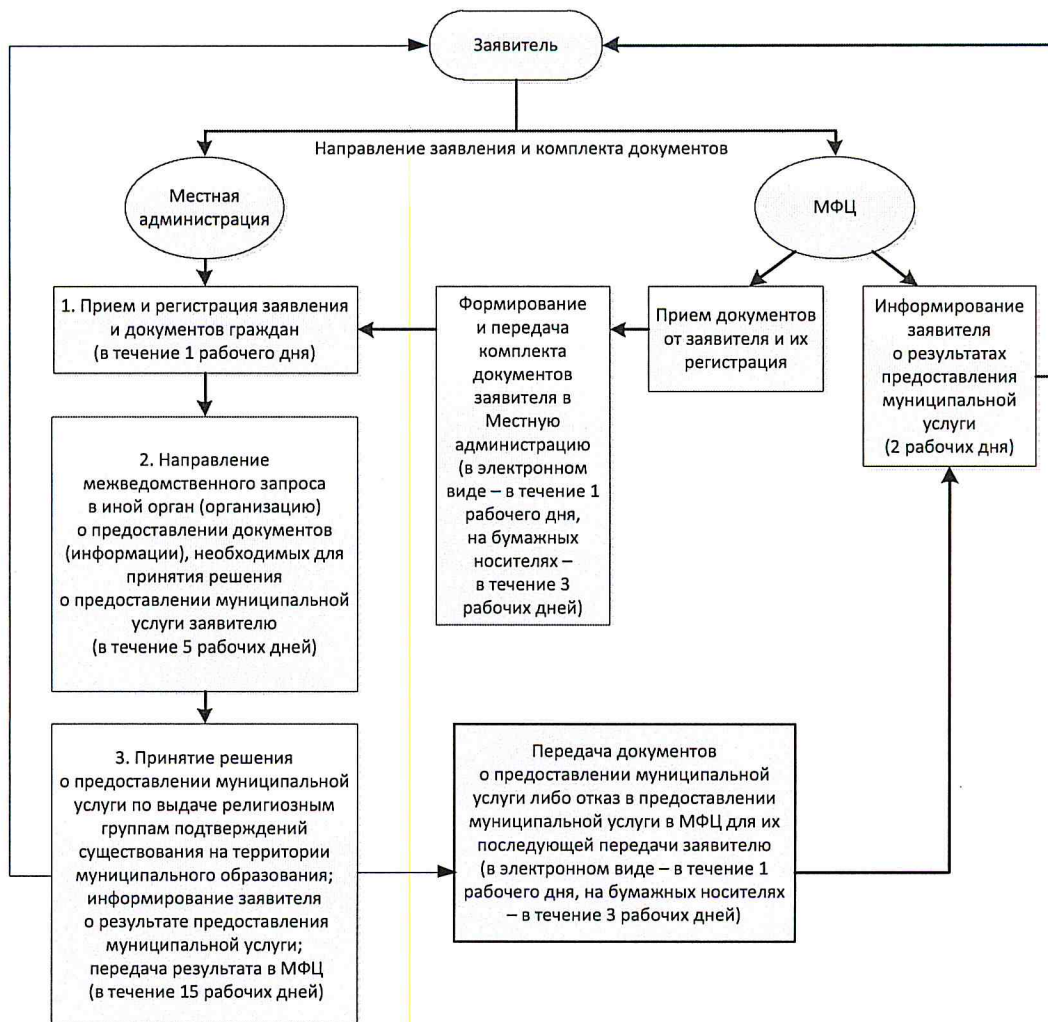 Заявитель
Направление заявления и комплекта документов
Местная
администрация
МФЦ
1. Прием и регистрация заявления
и документов граждан
(в течение 1 рабочего дня)
Формирование
и передача
комплекта
документов
заявителя в
Местную
администрацию
(в электронном
виде – в течение 1
рабочего дня,
на бумажных
носителях –
в течение 3
рабочих дней)
Прием документов
от заявителя и их
регистрация
Информирование
заявителя
о результатах
предоставления
муниципальной
услуги
(2 рабочих дня)
2. Направление
межведомственного запроса
в иной орган (организацию)
о предоставлении документов
(информации), необходимых для
принятия решения
о предоставлении муниципальной
услуги заявителю
(в течение 5 рабочих дней)
3. Принятие решения
о предоставлении муниципальной
услуги по выдаче религиозным
группам подтверждений
существования на территории
муниципального образования;
информирование заявителя
о результате предоставления
муниципальной услуги;
передача результата в МФЦ
(в течение 15 рабочих дней)
Передача документов
о предоставлении муниципальной
услуги либо отказ в предоставлении
муниципальной услуги в МФЦ для их
последующей передачи заявителю
(в электронном виде – в течение 1
рабочего дня, на бумажных носителях
– в течение 3 рабочих дней)